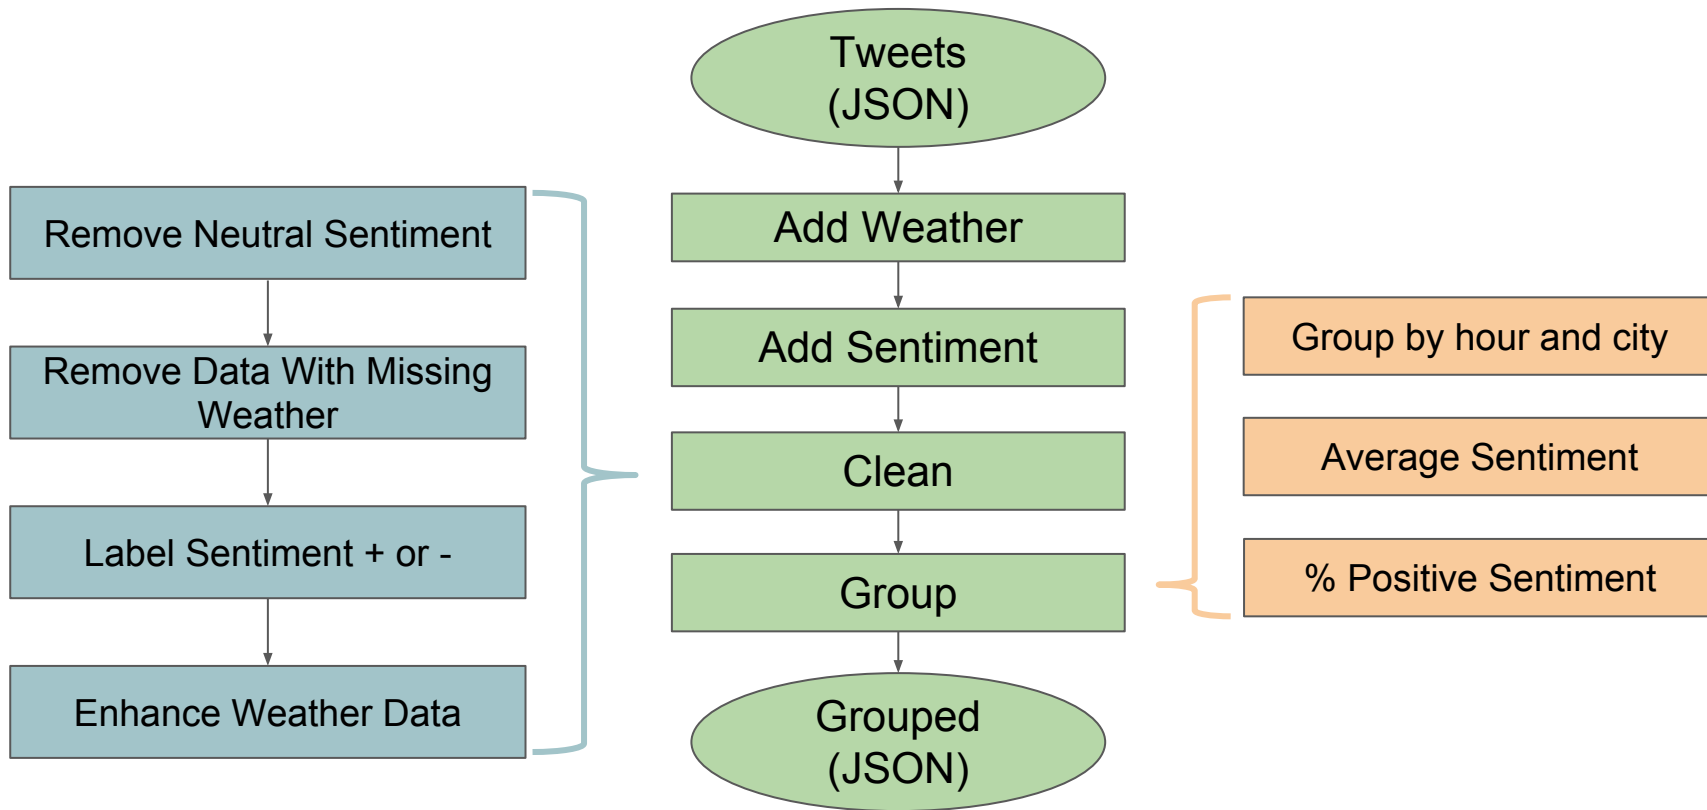 Tweets
(JSON)
Add Weather
Add Sentiment
Clean
Group
Grouped
(JSON)
Remove Neutral Sentiment
Remove Data With Missing
Weather
Label Sentiment + or -
Enhance Weather Data
Group by hour and city
Average Sentiment
% Positive Sentiment